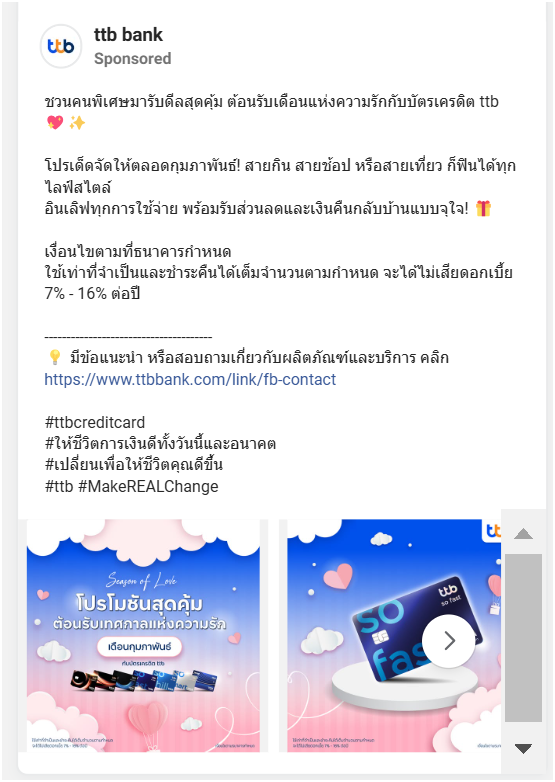 ttb
ttb bank
Sponsored
ชวนคนพิเศษมารับดีลสุดคุ้ม ต้อนรับเดือนแห่งความรักกับบัตรเครดิต ttb
💖 ✨
โปรเด็ดจัดให้ตลอดกุมภาพันธ์! สายกิน สายช้อป หรือสายเที่ยว ก็ฟินได้ทุก
ไลฟ์สไตล์
อินเลิฟทุกการใช้จ่าย พร้อมรับส่วนลดและเงินคืนกลับบ้านแบบจุใจ! 🎁
เงื่อนไขตามที่ธนาคารกำหนด
ใช้เท่าที่จำเป็นและชำระคืนได้เต็มจำนวนตามกำหนด จะได้ไม่เสียดอกเบี้ย
7% - 16% ต่อปี
-------------------------------------
💡 มีข้อแนะนำ หรือสอบถามเกี่ยวกับผลิตภัณฑ์และบริการ คลิก
https://www.ttbbank.com/link/fb-contact
#ttbcreditcard
#ให้ชีวิตการเงินดีทั้งวันนี้และอนาคต
#เปลี่ยนเพื่อให้ชีวิตคุณดีขึ้น
#ttb #MakeREALChange
Season of Love
โปรโมชันสุดคุ้ม
ต้อนรับเทศกาลแห่งความรัก
เดือนกุมภาพันธ์
กับบัตรเครดิต ttb
ttb
so fast
so
fas